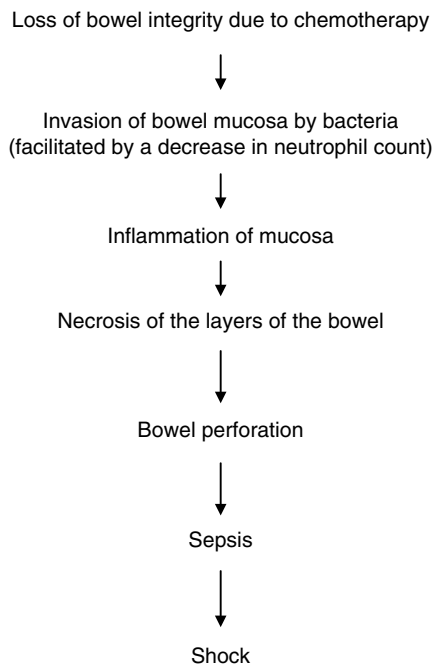 Loss of bowel integrity due to chemotherapy
Invasion of bowel mucosa by bacteria
(facilitated by a decrease in neutrophil count)
Inflammation of mucosa
Necrosis of the layers of the bowel
Bowel perforation
Sepsis
Shock